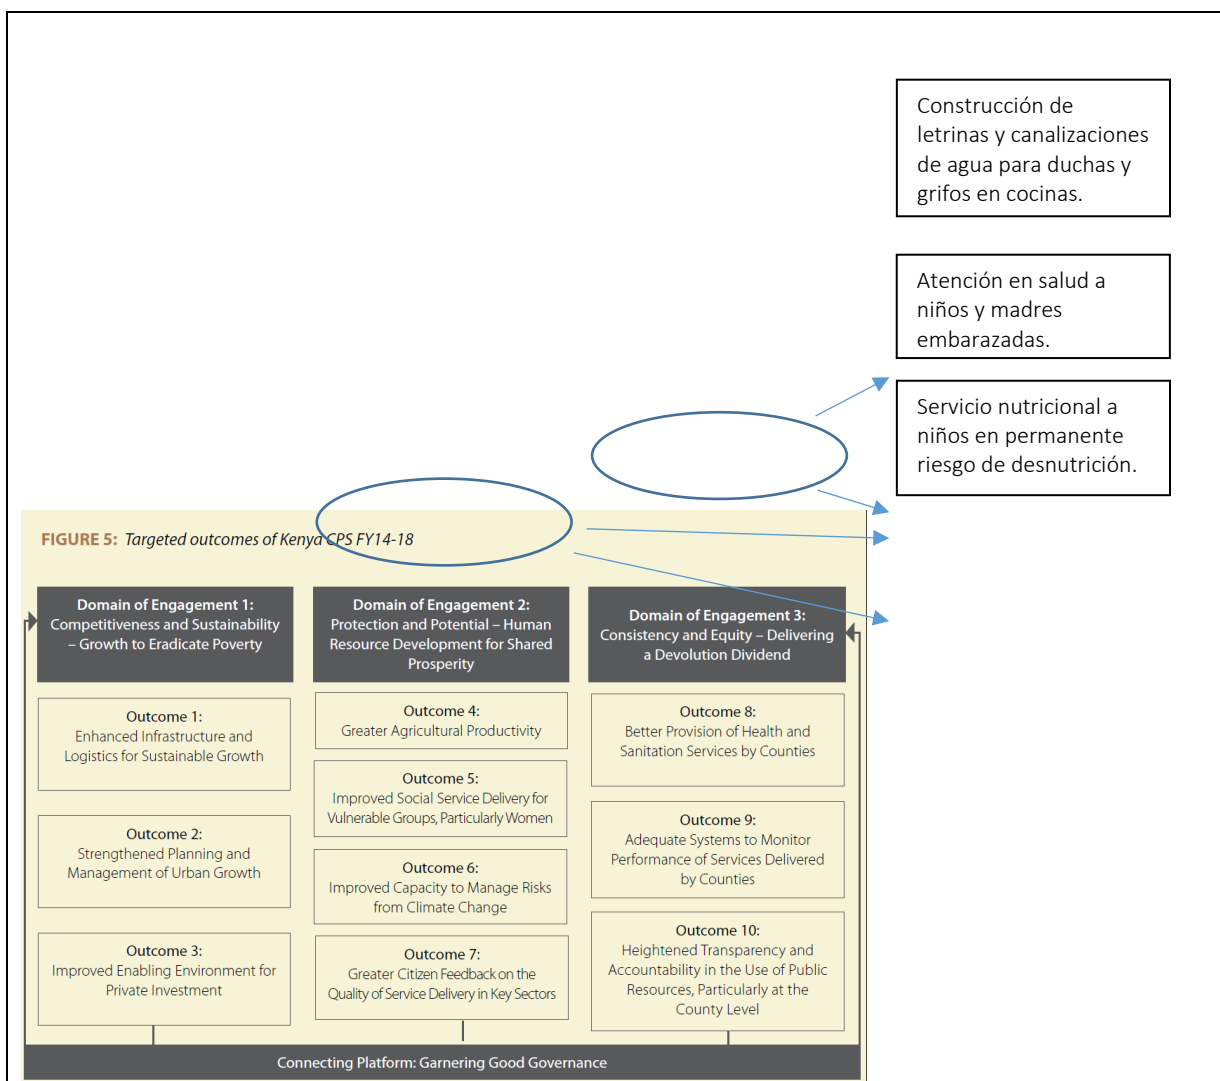 Construcción de
letrinas y canalizaciones
de agua para duchas y
grifos en cocinas.
Atención en salud a
niños y madres
embarazadas.
Servicio nutricional a
niños en permanente
riesgo de desnutrición.
FIGURE 5: Targeted outcomes of Kenya CPS FY14-18
Domain of Engagement 1:
Competitiveness and Sustainability
– Growth to Eradicate Poverty
Outcome 1:
Enhanced Infrastructure and
Logistics for Sustainable Growth
Outcome 2:
Strengthened Planning and
Management of Urban Growth
Outcome 3:
Improved Enabling Environment for
Private Investment
Domain of Engagement 2:
Protection and Potential – Human
Resource Development for Shared
Prosperity
Outcome 4:
Greater Agricultural Productivity
Outcome 5:
Improved Social Service Delivery for
Vulnerable Groups, Particularly Women
Outcome 6:
Improved Capacity to Manage Risks
from Climate Change
Outcome 7:
Greater Citizen Feedback on the
Quality of Service Delivery in Key Sectors
Domain of Engagement 3:
Consistency and Equity – Delivering
a Devolution Dividend
Outcome 8:
Better Provision of Health and
Sanitation Services by Counties
Outcome 9:
Adequate Systems to Monitor
Performance of Services Delivered
by Counties
Outcome 10:
Heightened Transparency and
Accountability in the Use of Public
Resources, Particularly at the
County Level
Connecting Platform: Garnering Good Governance